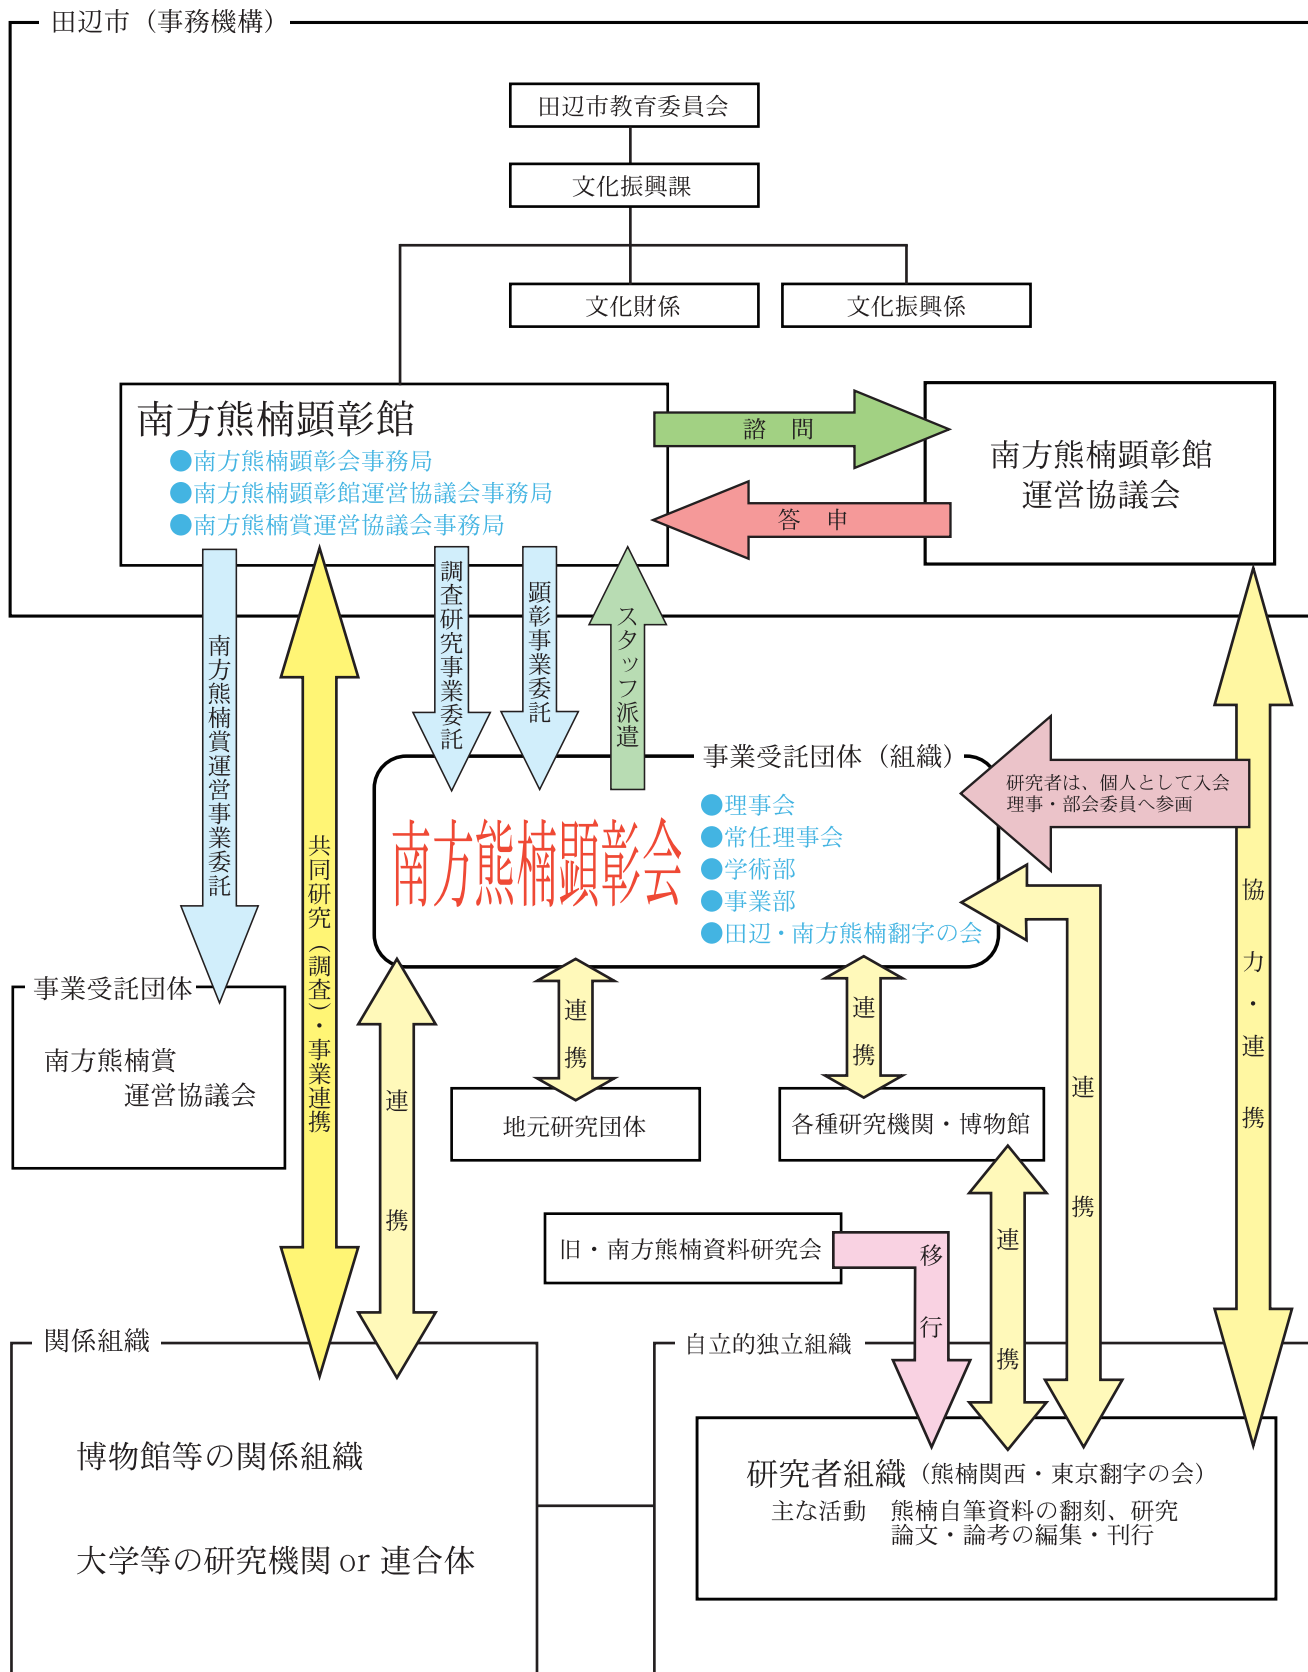 田辺市（事務機構）
田辺市教育委員会
文化振興課
文化財係
文化振興係
南方熊楠顕彰館
●南方熊楠顕彰会事務局
●南方熊楠顕彰館運営協議会事務局
●南方熊楠賞運営協議会事務局
諮　問
答　申
南方熊楠顕彰館
運営協議会
南方熊楠賞運営事業委託
共同研究（調査）・事業連携
調査研究事業委託
顕彰事業委託
スタッフ派遣
事業受託団体（組織）
南方熊楠顕彰会
●理事会
●常任理事会
●学術部
●事業部
●田辺・南方熊楠翻字の会
研究者は、個人として入会
理事・部会委員へ参画
協力・連携
事業受託団体
南方熊楠賞
運営協議会
連携
連携
連携
連携
地元研究団体
各種研究機関・博物館
旧・南方熊楠資料研究会
移行
連携
関係組織
博物館等の関係組織
大学等の研究機関 or 連合体
自立的独立組織
研究者組織（熊楠関西・東京翻字の会）
主な活動　熊楠自筆資料の翻刻、研究
論文・論考の編集・刊行